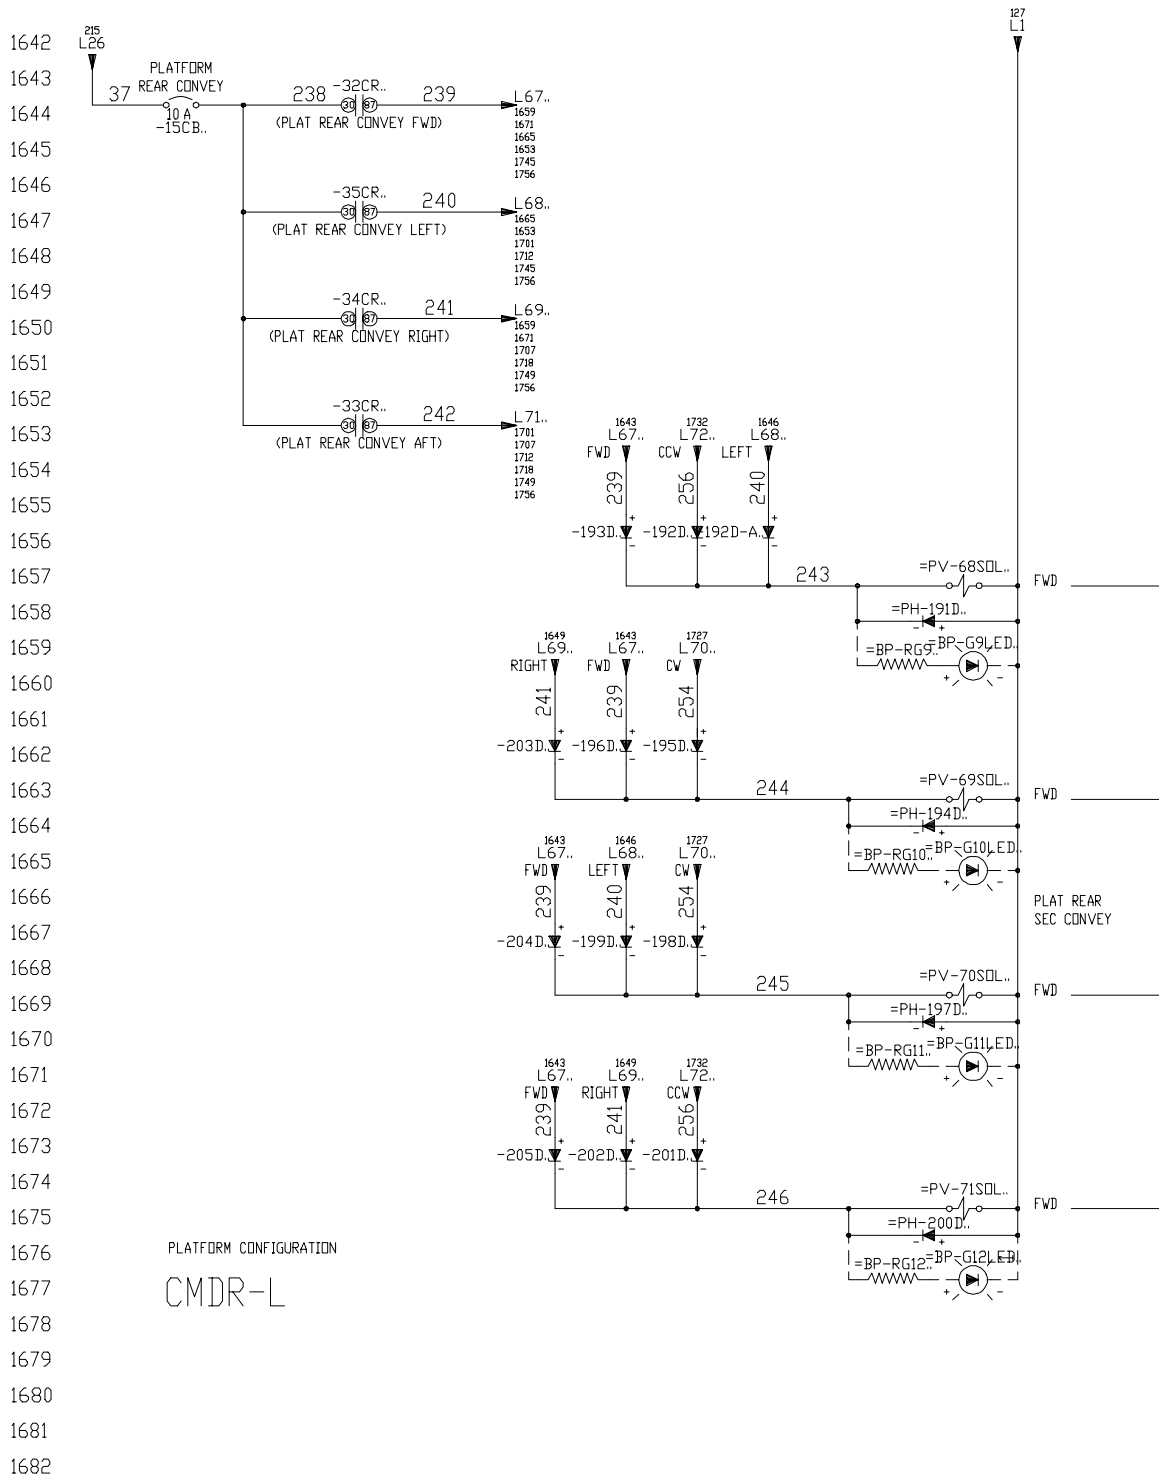 1642
215
L26
127
L1
1643
PLATFORM
REAR CONVEY
37
10 A
-15CB..
238
-32CR..
30 87
239
(PLAT REAR CONVEY FWD)
L67..
1659
1671
1665
1653
1745
1756
1644
1645
1646
-35CR..
30 87
240
(PLAT REAR CONVEY LEFT)
L68..
1665
1653
1701
1712
1745
1756
1647
1648
1649
-34CR..
30 87
241
(PLAT REAR CONVEY RIGHT)
L69..
1659
1671
1707
1718
1749
1756
1650
1651
1652
-33CR..
30 87
242
(PLAT REAR CONVEY AFT)
L71..
1701
1707
1712
1718
1749
1756
1653
1643
L67..
FWD
1732
L72..
CCW
1646
L68..
LEFT
1654
239
256
240
1655
1656
-193D..
+
-
-192D..
+
-
-192D-A..
+
-
1657
243
=PV-68SOL..
FWD
1658
=PH-191D..
- +
1659
=BP-RG9..
=BP-G9LED..
+ -
1649
L69..
RIGHT
1643
L67..
FWD
1727
L70..
CW
1660
241
239
254
1661
1662
-203D..
+
-
-196D..
+
-
-195D..
+
-
1663
244
=PV-69SOL..
FWD
1664
=PH-194D..
- +
1665
=BP-RG10..
=BP-G10LED..
+ -
1643
L67..
FWD
1646
L68..
LEFT
1727
L70..
CW
1666
239
240
254
PLAT REAR
SEC CONVEY
1667
-204D..
+
-
-199D..
+
-
-198D..
+
-
1668
1669
245
=PV-70SOL..
FWD
=PH-197D..
- +
1670
=BP-RG11..
=BP-G11LED..
+ -
1671
1643
L67..
FWD
1649
L69..
RIGHT
1732
L72..
CCW
1672
239
241
256
1673
-205D..
+
-
-202D..
+
-
-201D..
+
-
1674
1675
246
=PV-71SOL..
FWD
=PH-200D..
- +
1676
PLATFORM CONFIGURATION
=BP-RG12..
=BP-G12LED..
+ -
1677
CMDR-L
1678
1679
1680
1681
1682